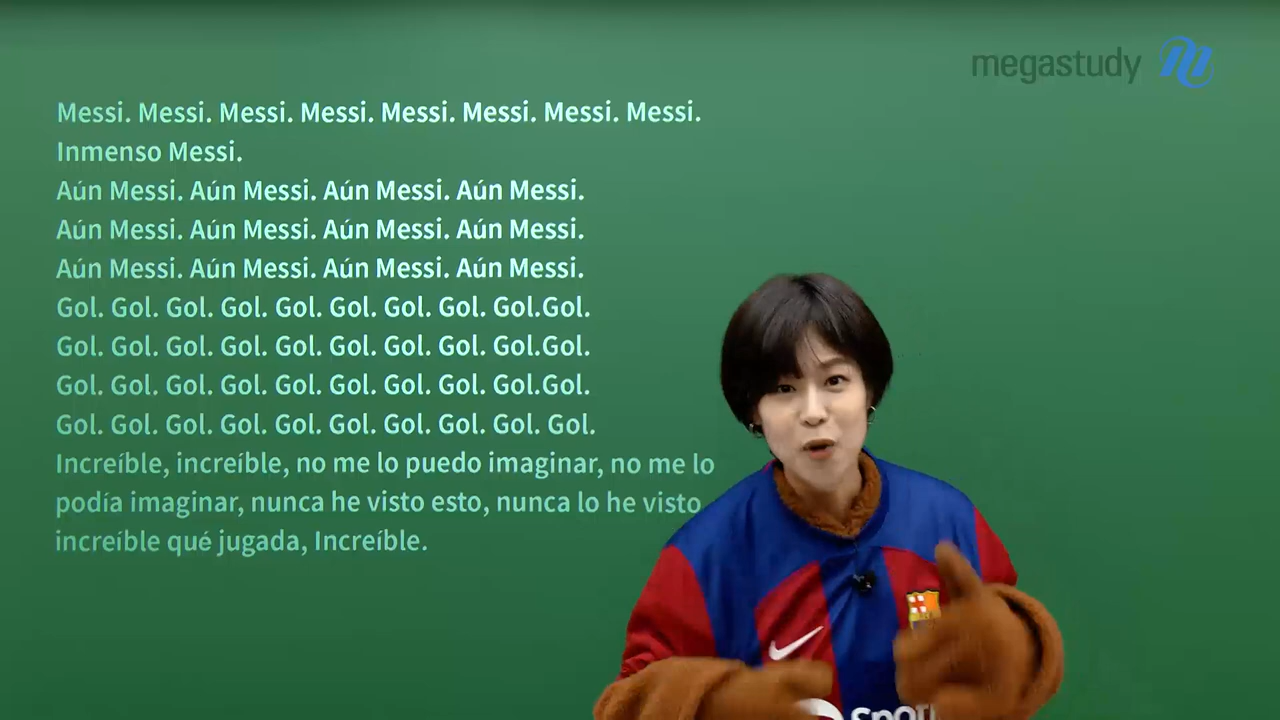 megastudy
Messi. Messi. Messi. Messi. Messi. Messi. Messi. Messi.
Inmenso Messi.
Aún Messi. Aún Messi. Aún Messi. Aún Messi.
Aún Messi. Aún Messi. Aún Messi. Aún Messi.
Aún Messi. Aún Messi. Aún Messi. Aún Messi.
Gol. Gol. Gol. Gol. Gol. Gol. Gol. Gol. Gol.Gol.
Gol. Gol. Gol. Gol. Gol. Gol. Gol. Gol. Gol.Gol.
Gol. Gol. Gol. Gol. Gol. Gol. Gol. Gol. Gol.Gol.
Gol. Gol. Gol. Gol. Gol. Gol. Gol. Gol. Gol. Gol.
Increíble, increíble, no me lo puedo imaginar, no me lo
podía imaginar, nunca he visto esto, nunca lo he visto
increíble qué jugada, Increíble.